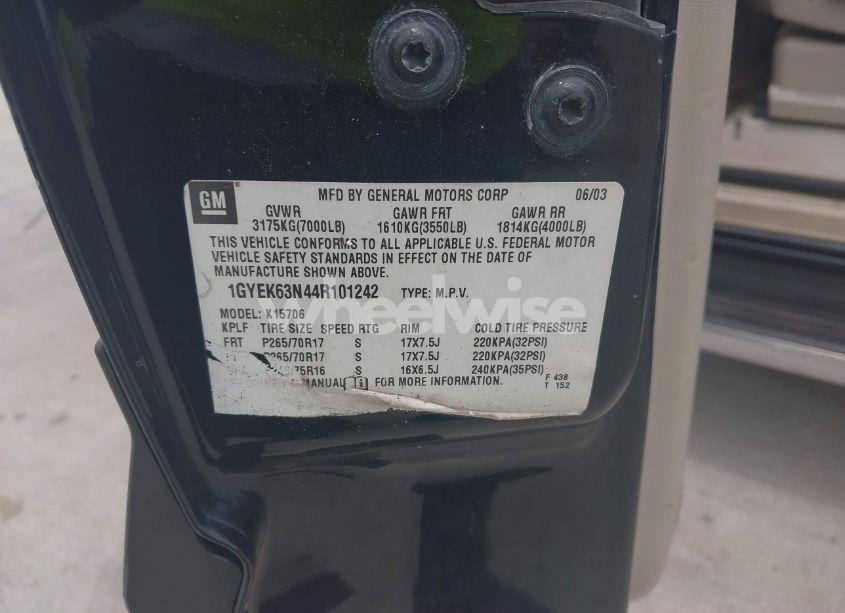 GM
MFD BY GENERAL MOTORS CORP 06/03
GVWR GAWR FRT GAWR RR
3175KG(7000LB) 1610KG(3550LB) 1814KG(4000LB)
THIS VEHICLE CONFORMS TO ALL APPLICABLE U.S. FEDERAL MOTOR
VEHICLE SAFETY STANDARDS IN EFFECT ON THE DATE OF
MANUFACTURE SHOWN ABOVE.
1GYEK63N44R101242 TYPE: M.P.V.
wheelwise
MODEL: K15706
KPLF TIRE SIZE SPEED RTG RIM COLD TIRE PRESSURE
FRT P265/70R17 S 17X7.5J 220KPA(32PSI)
P265/70R17 S 17X7.5J 220KPA(32PSI)
75R16 S 16X6.5J 240KPA(35PSI)
MANUAL FOR MORE INFORMATION.
F 438
T 152